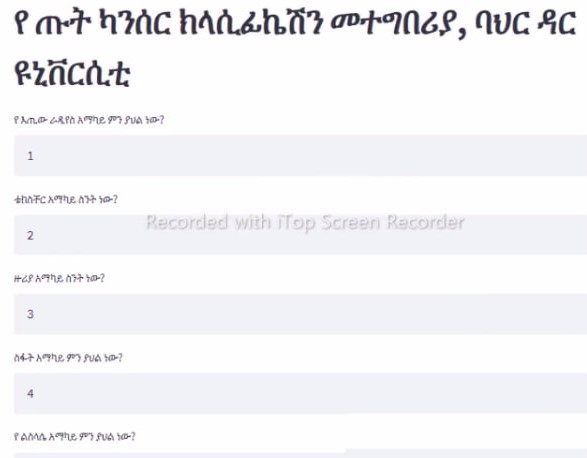 የ ጡት ካንሰር ክላሲፊኬሽን መተግበሪያ, ባህር ዳር
ዩኒቨርሲቲ
የ እጢው ራዲየስ አማካይ ምን ያህል ነው?
1
ቴክስቸር አማካይ ስንት ነው?
Recorded with iTop Screen Recorder
2
ዙሪያ አማካይ ስንት ነው?
3
ስፋት አማካይ ምን ያህል ነው?
4
የ ልስላሴ አማካይ ምን ያህል ነው?